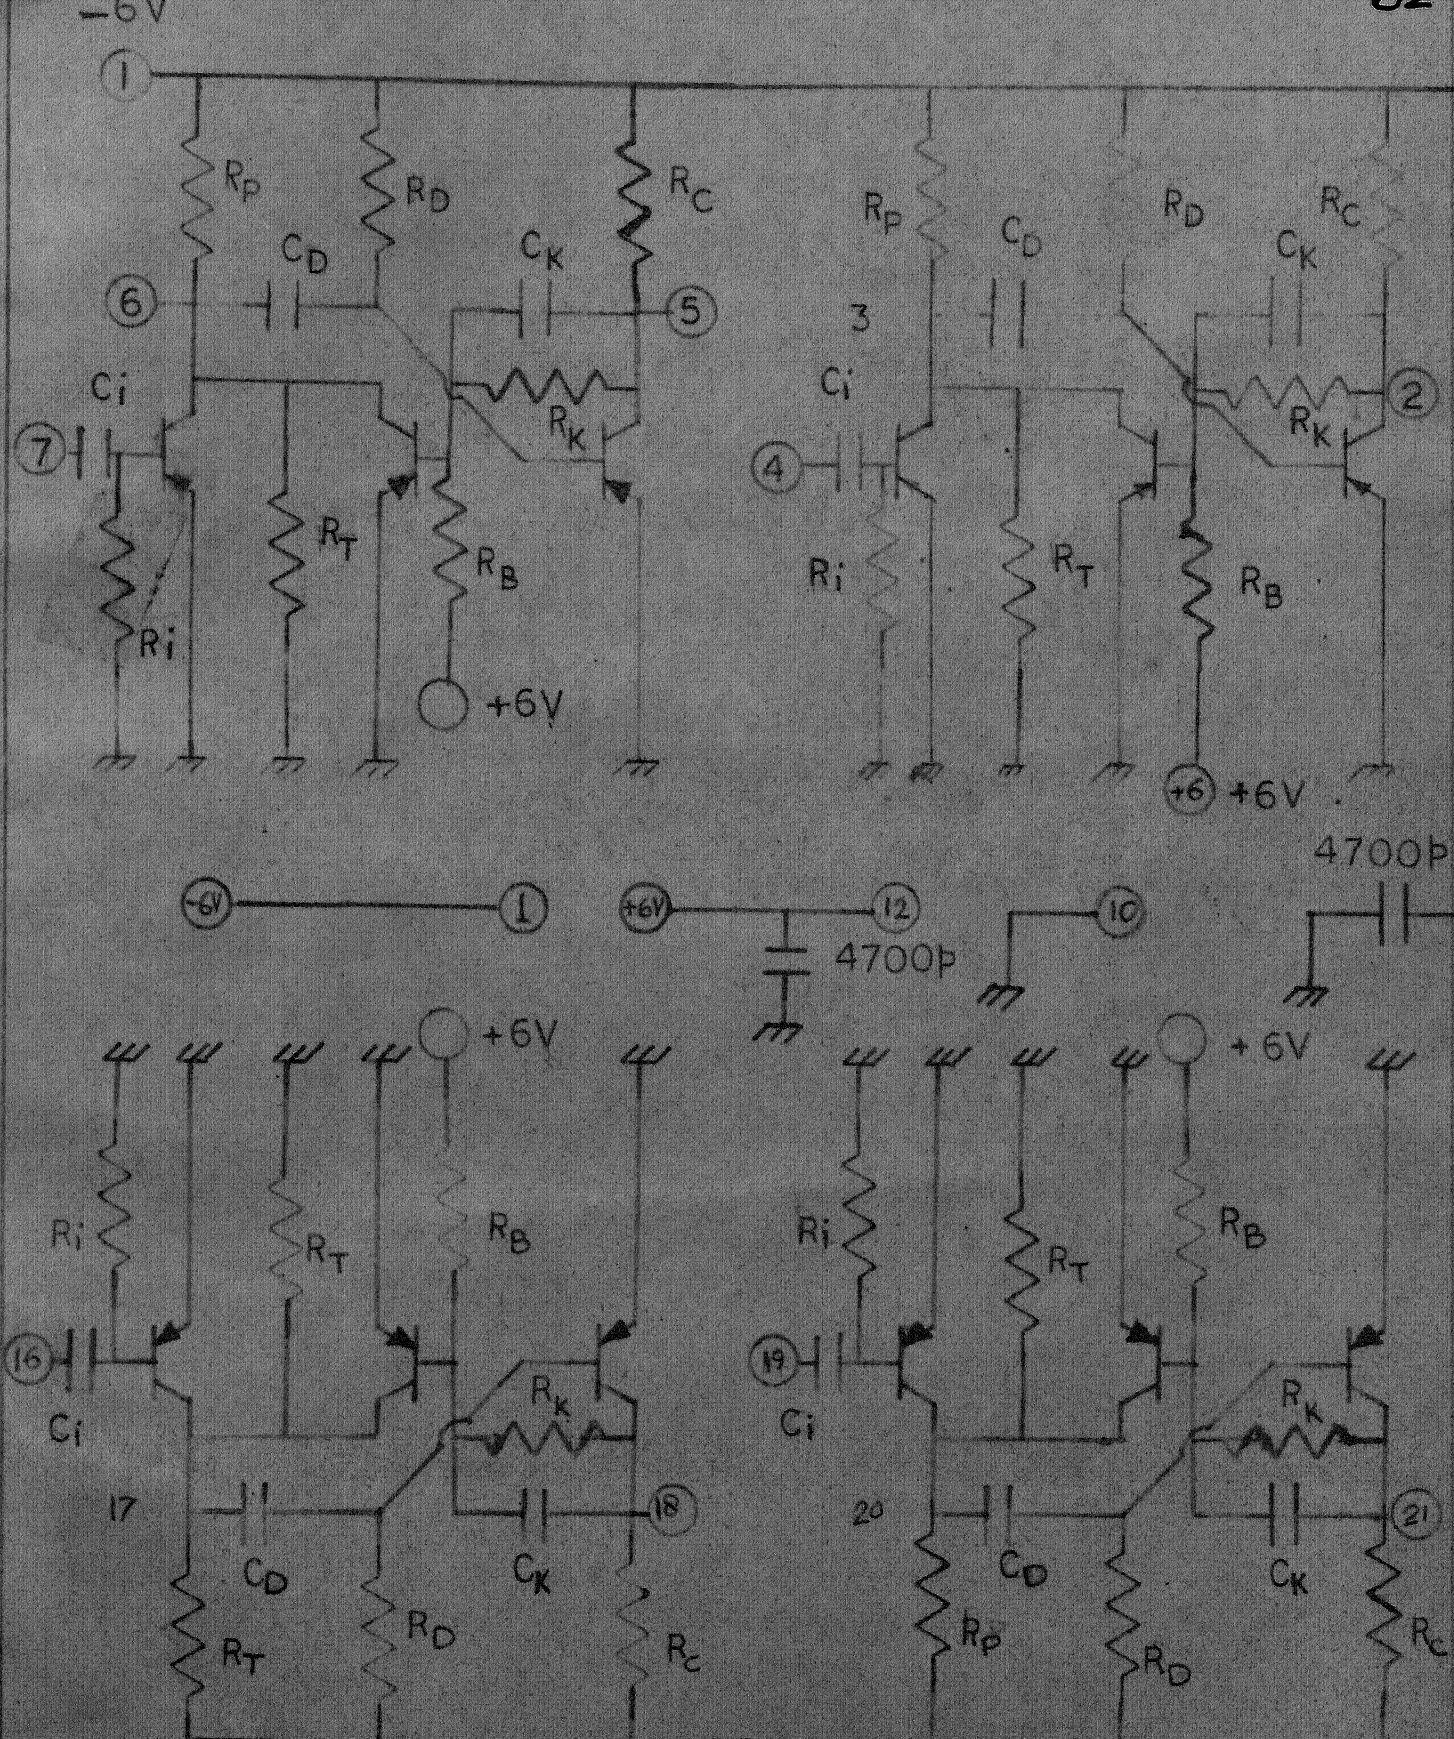 -6V
1
RP RD RC RP RD RC
CD CK CD CK
6 5 3 2
Ci RK Ci RK
7 4
Ri RT RB Ri RT RB
+6V
+6 +6V
4700p
-6V 1 +6V 12 10
4700p
+6V +6V
Ri RT RB Ri RT RB
16 19
Ci RK Ci RK
17 18 20 21
CD CK CD CK
RT RD RC RP RD RC